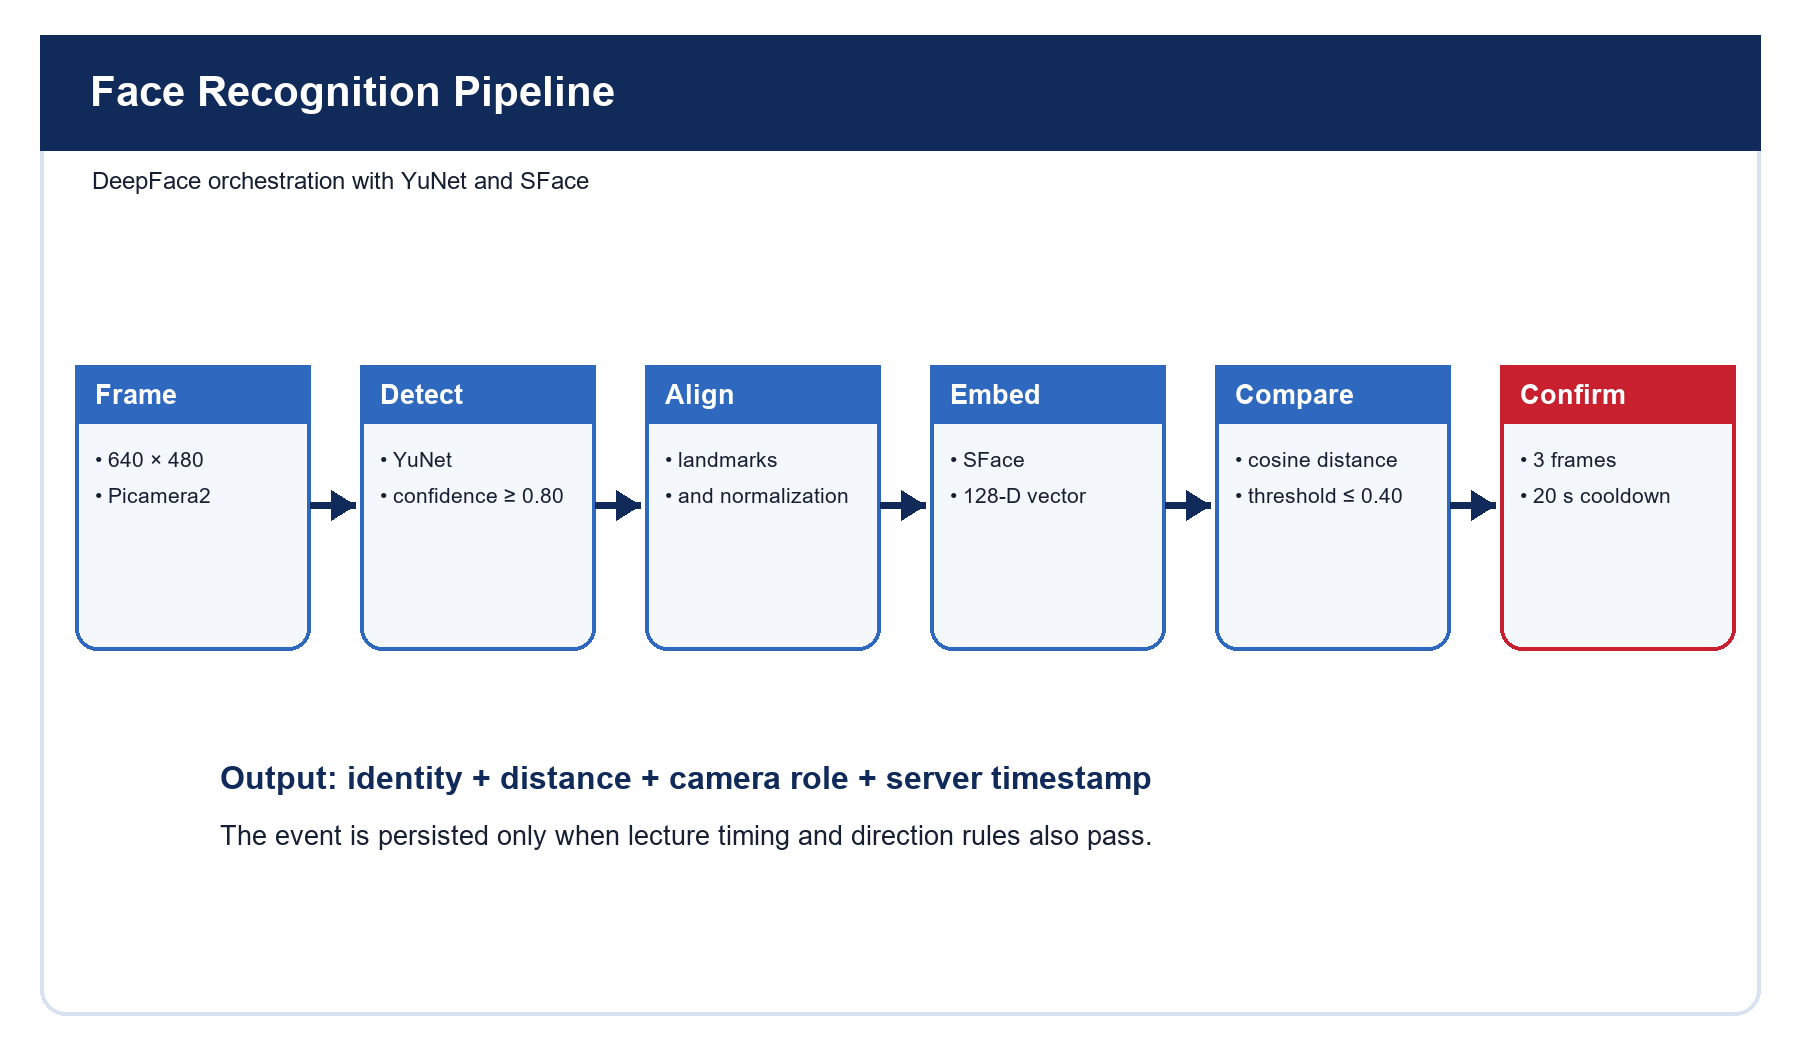 Face Recognition Pipeline
DeepFace orchestration with YuNet and SFace
Frame
• 640 × 480
• Picamera2
Detect
• YuNet
• confidence ≥ 0.80
Align
• landmarks
• and normalization
Embed
• SFace
• 128-D vector
Compare
• cosine distance
• threshold ≤ 0.40
Confirm
• 3 frames
• 20 s cooldown
Output: identity + distance + camera role + server timestamp
The event is persisted only when lecture timing and direction rules also pass.